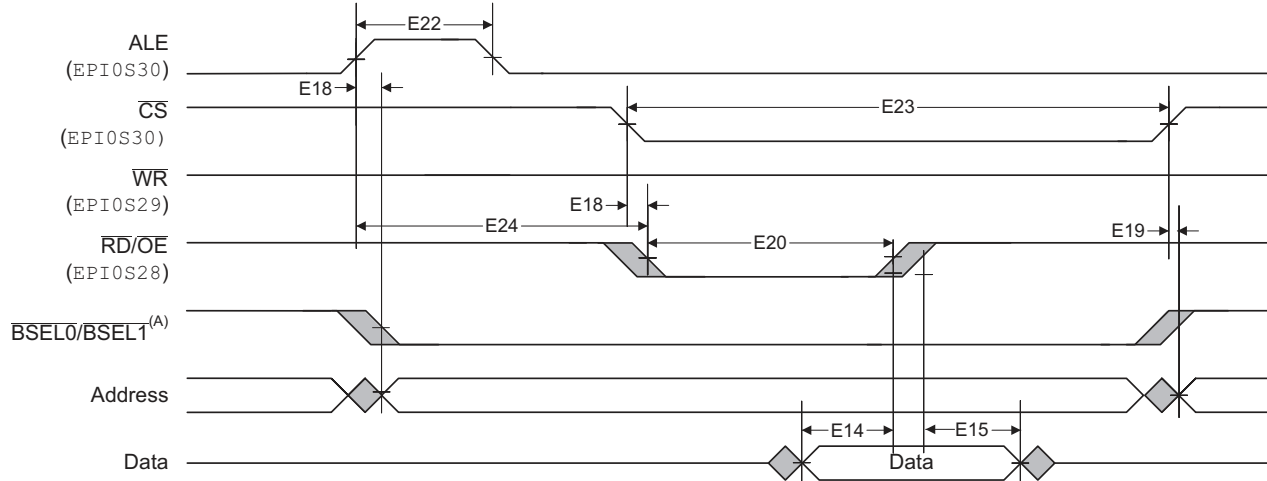 E22
ALE
(EPI0S30)
E18
CS
E23
(EPI0S30)
WR
(EPI0S29)
E18
E24
E19
RD/OE
E20
(EPI0S28)
BSEL0/BSEL1(A)
Address
E14
E15
Data
Data